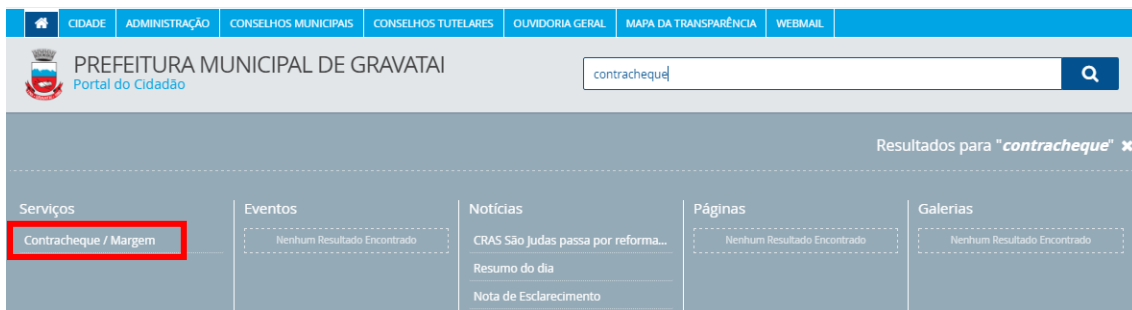 CIDADE ADMINISTRAÇÃO CONSELHOS MUNICIPAIS CONSELHOS TUTELARES OUVIDORIA GERAL MAPA DA TRANSPARÊNCIA WEBMAIL
PREFEITURA MUNICIPAL DE GRAVATAI
Portal do Cidadão
contracheque
Resultados para "contracheque" ×
Serviços
Contracheque / Margem
Eventos
Nenhum Resultado Encontrado
Notícias
CRAS São Judas passa por reforma...
Resumo do dia
Nota de Esclarecimento
Páginas
Nenhum Resultado Encontrado
Galerias
Nenhum Resultado Encontrado